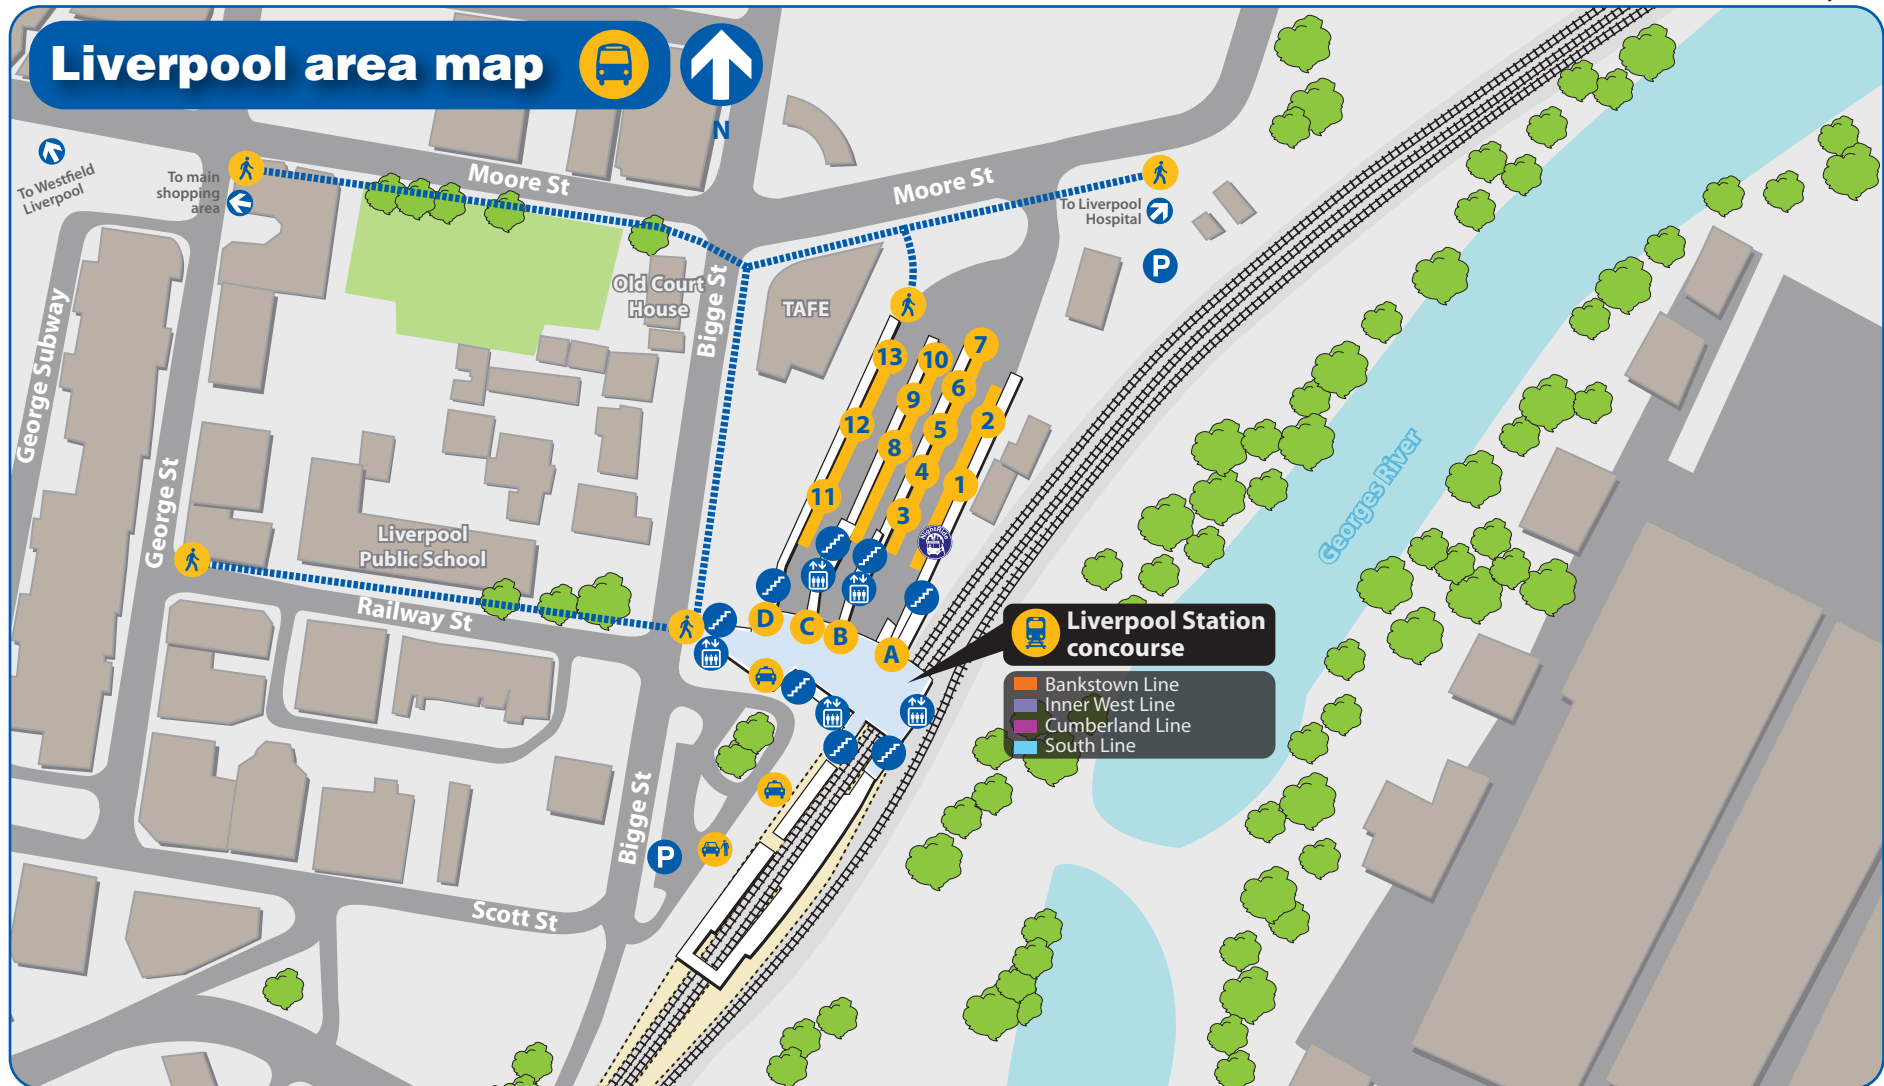 Liverpool area map
N
To Westfield
Liverpool
To main
shopping
area
Moore St
Moore St
To Liverpool
Hospital
P
Old Court
House
Bigge St
TAFE
George Subway
George St
13
10
7
6
9
2
12
5
8
4
1
11
3
NightRide
Liverpool
Public School
Georges River
Railway St
D
C
B
A
Liverpool Station
concourse
Bankstown Line
Inner West Line
Cumberland Line
South Line
Bigge St
P
Scott St